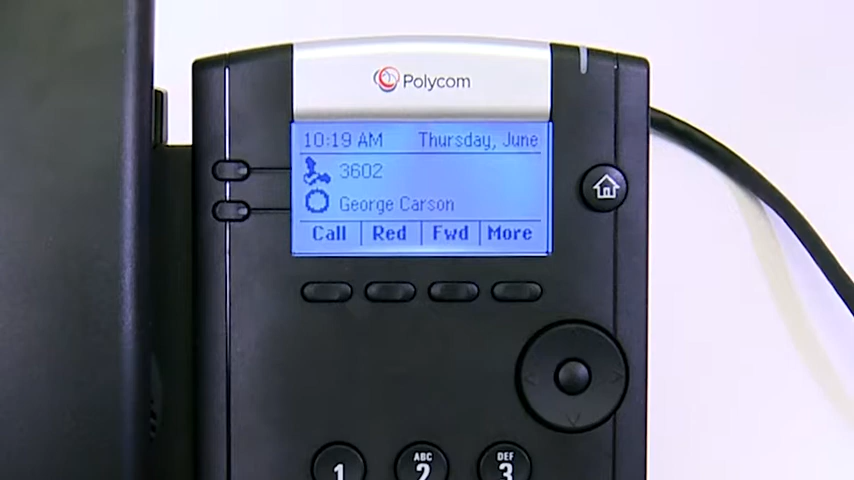 Polycom
10:19 AM Thursday, June
3602
George Carson
Call Red Fwd More
ABC DEF
1 2 3